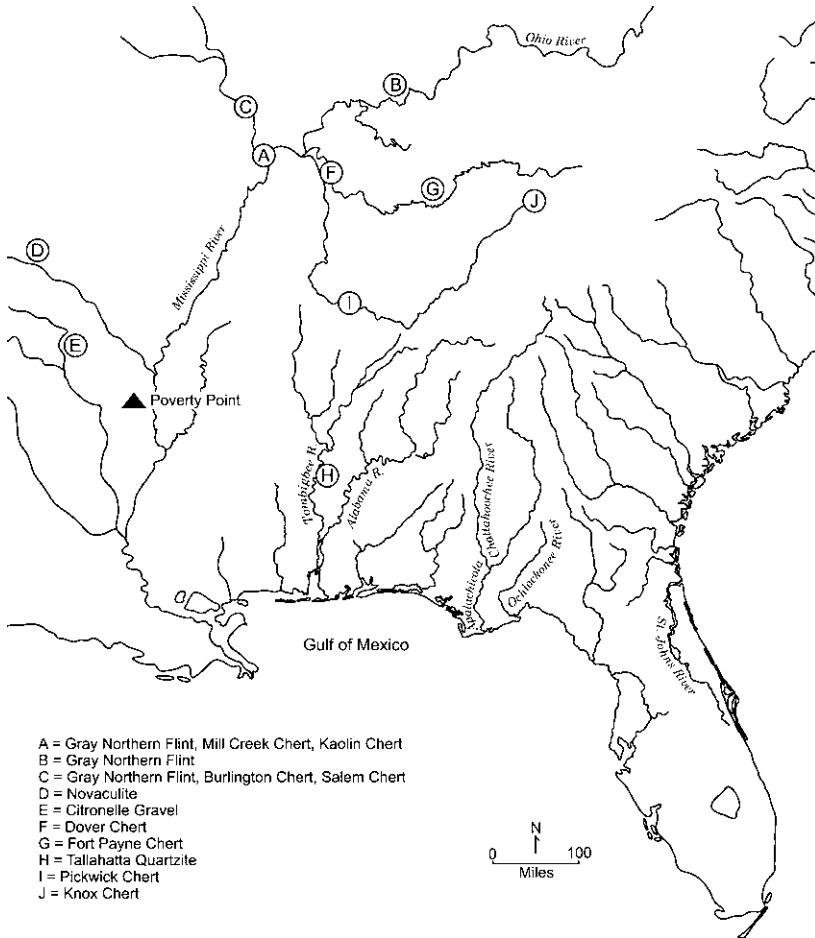 Ohio River
B
C
A
F
G
J
D
Mississippi River
I
E
Poverty Point
H
Tombigbee R.
Alabama R.
Chattahoochee River
Apalachicola
Ochlachonee River
St. Johns River
Gulf of Mexico
A = Gray Northern Flint, Mill Creek Chert, Kaolin Chert
B = Gray Northern Flint
C = Gray Northern Flint, Burlington Chert, Salem Chert
D = Novaculite
E = Citronelle Gravel
F = Dover Chert
G = Fort Payne Chert
H = Tallahatta Quartzite
I = Pickwick Chert
J = Knox Chert
N
0 100
Miles